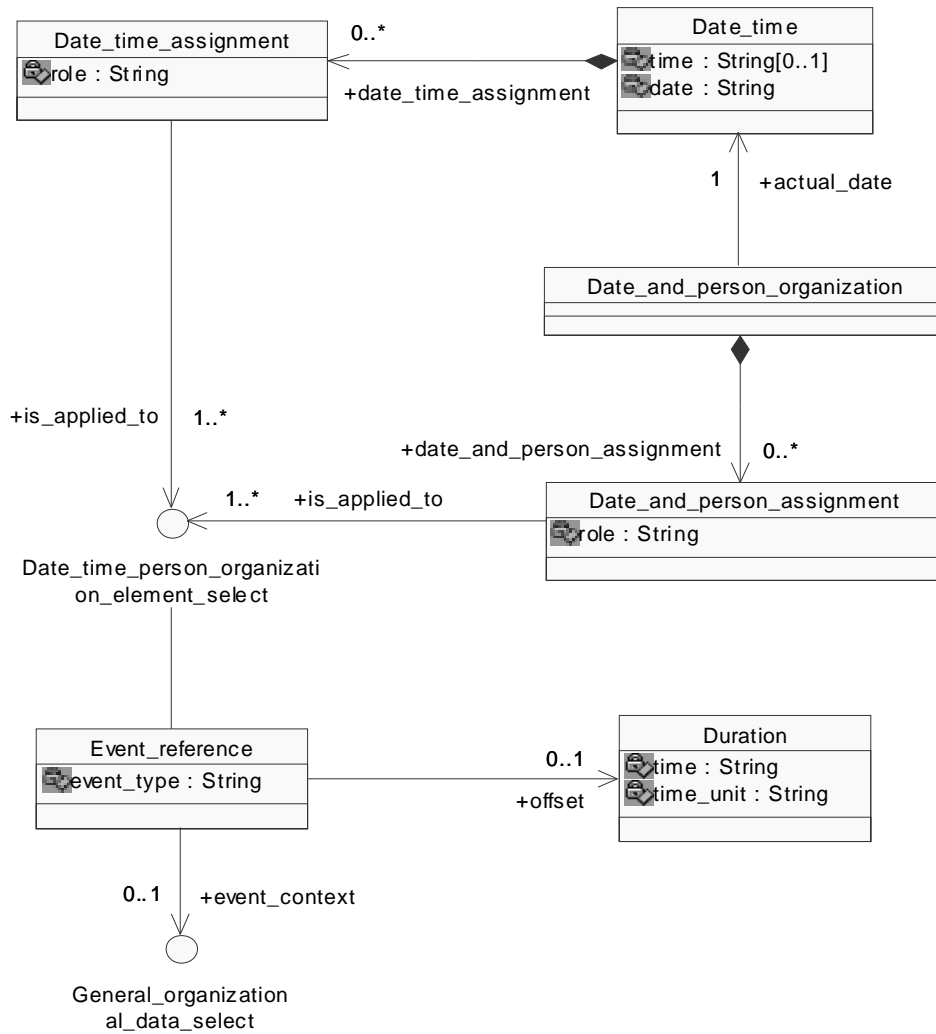 Date_time_assignment
role : String
0..*
+date_time_assignment
Date_time
time : String[0..1]
date : String
1
+actual_date
Date_and_person_organization
+is_applied_to
1..*
+date_and_person_assignment
0..*
1..*
+is_applied_to
Date_and_person_assignment
role : String
Date_time_person_organizati
on_element_select
Event_reference
event_type : String
0..1
+offset
Duration
time : String
time_unit : String
0..1
+event_context
General_organization
al_data_select